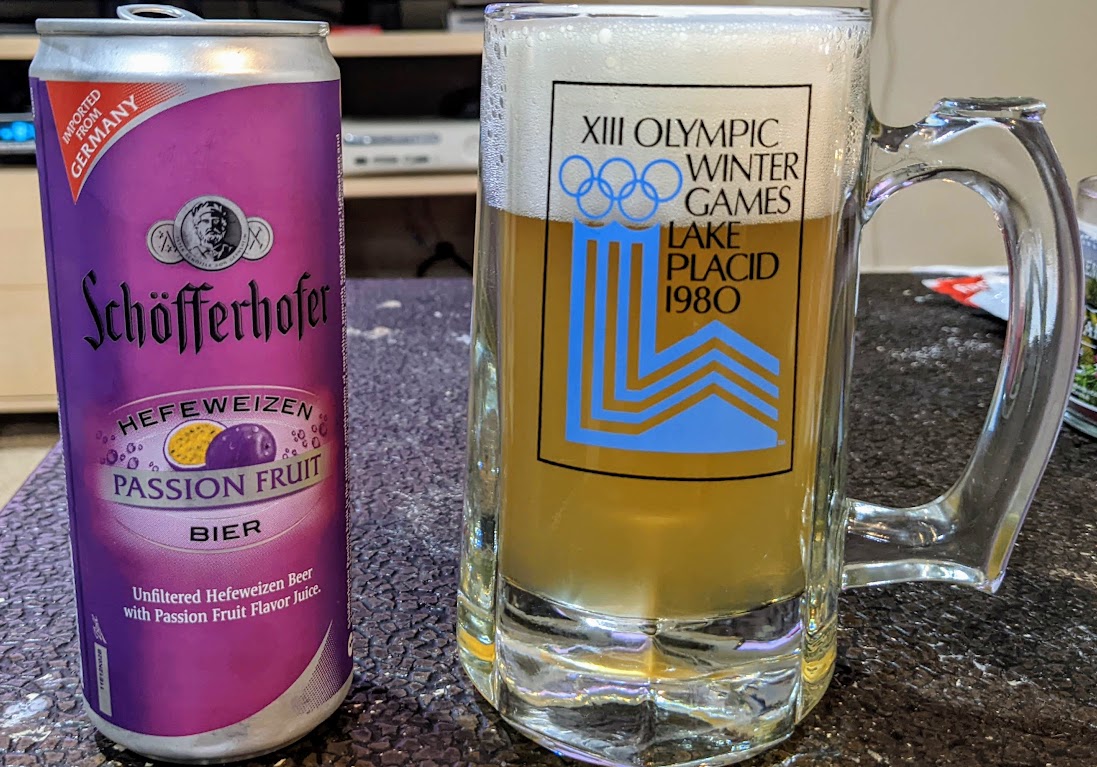 IMPORTED
FROM
GERMANY
Schöfferhofer
HEFEWEIZEN
PASSION FRUIT
BIER
Unfiltered Hefeweizen Beer
with Passion Fruit Flavor Juice.
XIII OLYMPIC
WINTER
GAMES
LAKE
PLACID
1980